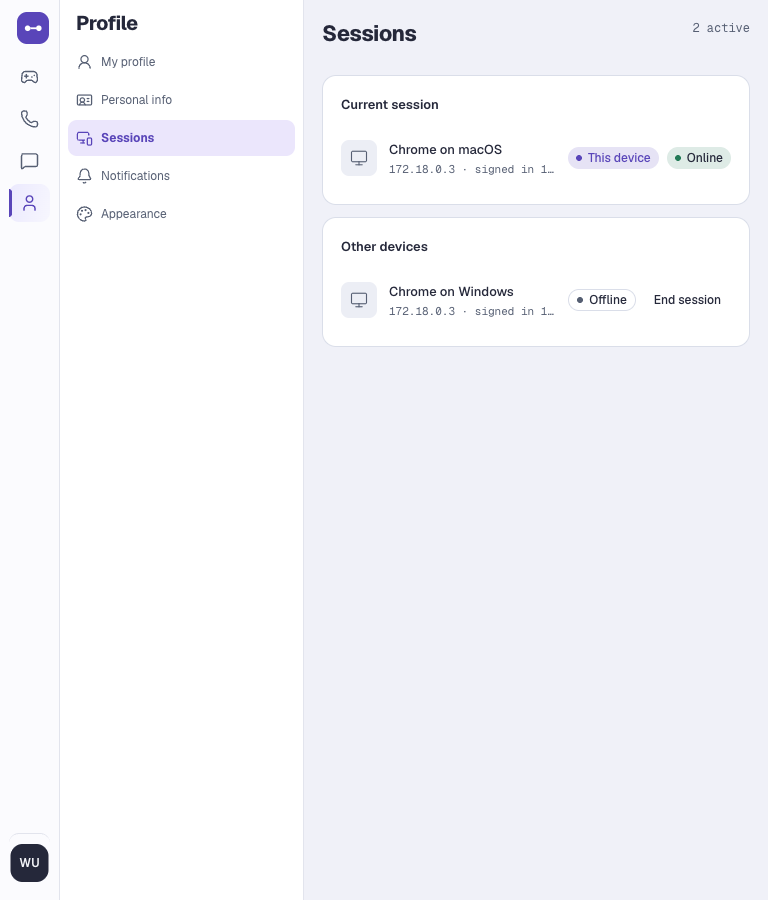 Profile
My profile
Personal info
Sessions
Notifications
Appearance
WU
Sessions
2 active
Current session
Chrome on macOS
172.18.0.3 · signed in 1…
This device
Online
Other devices
Chrome on Windows
172.18.0.3 · signed in 1…
Offline
End session